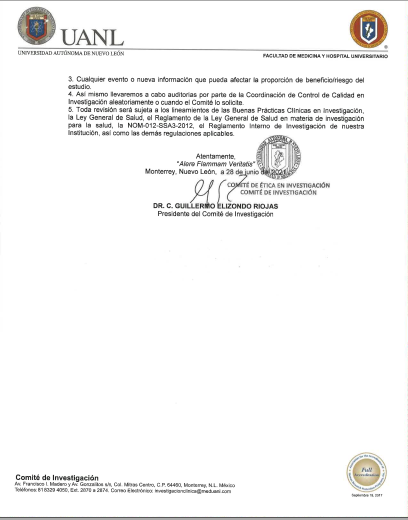 UANL
UNIVERSIDAD AUTÓNOMA DE NUEVO LEÓN
FACULTAD DE MEDICINA Y HOSPITAL UNIVERSITARIO
3. Cualquier evento o nueva información que pueda afectar la proporción de beneficio/riesgo del
estudio.
4. Así mismo llevaremos a cabo auditorias por parte de la Coordinación de Control de Calidad en
Investigación aleatoriamente o cuando el Comité lo solicite.
5. Toda revisión será sujeta a los lineamientos de las Buenas Prácticas Clínicas en Investigación,
la Ley General de Salud, el Reglamento de la Ley General de Salud en materia de investigación
para la salud, la NOM-012-SSA3-2012, el Reglamento Interno de Investigación de nuestra
Institución, así como las demás regulaciones aplicables.
Atentamente,
"Alere Flammam Veritatis"
Monterrey, Nuevo León, a 28 de junio del 2021
COMITÉ DE ÉTICA EN INVESTIGACIÓN
COMITÉ DE INVESTIGACIÓN
DR. C. GUILLERMO ELIZONDO RIOJAS
Presidente del Comité de Investigación
Comité de Investigación
Av. Francisco I. Madero y Av. Gonzalitos s/n, Col. Mitras Centro, C.P. 64460, Monterrey, N.L. México
Teléfonos: 818329 4050, Ext. 2870 a 2874. Correo Electrónico: investigacionclinica@meduanl.com
Full
Accreditation
Septiembre 19, 2017